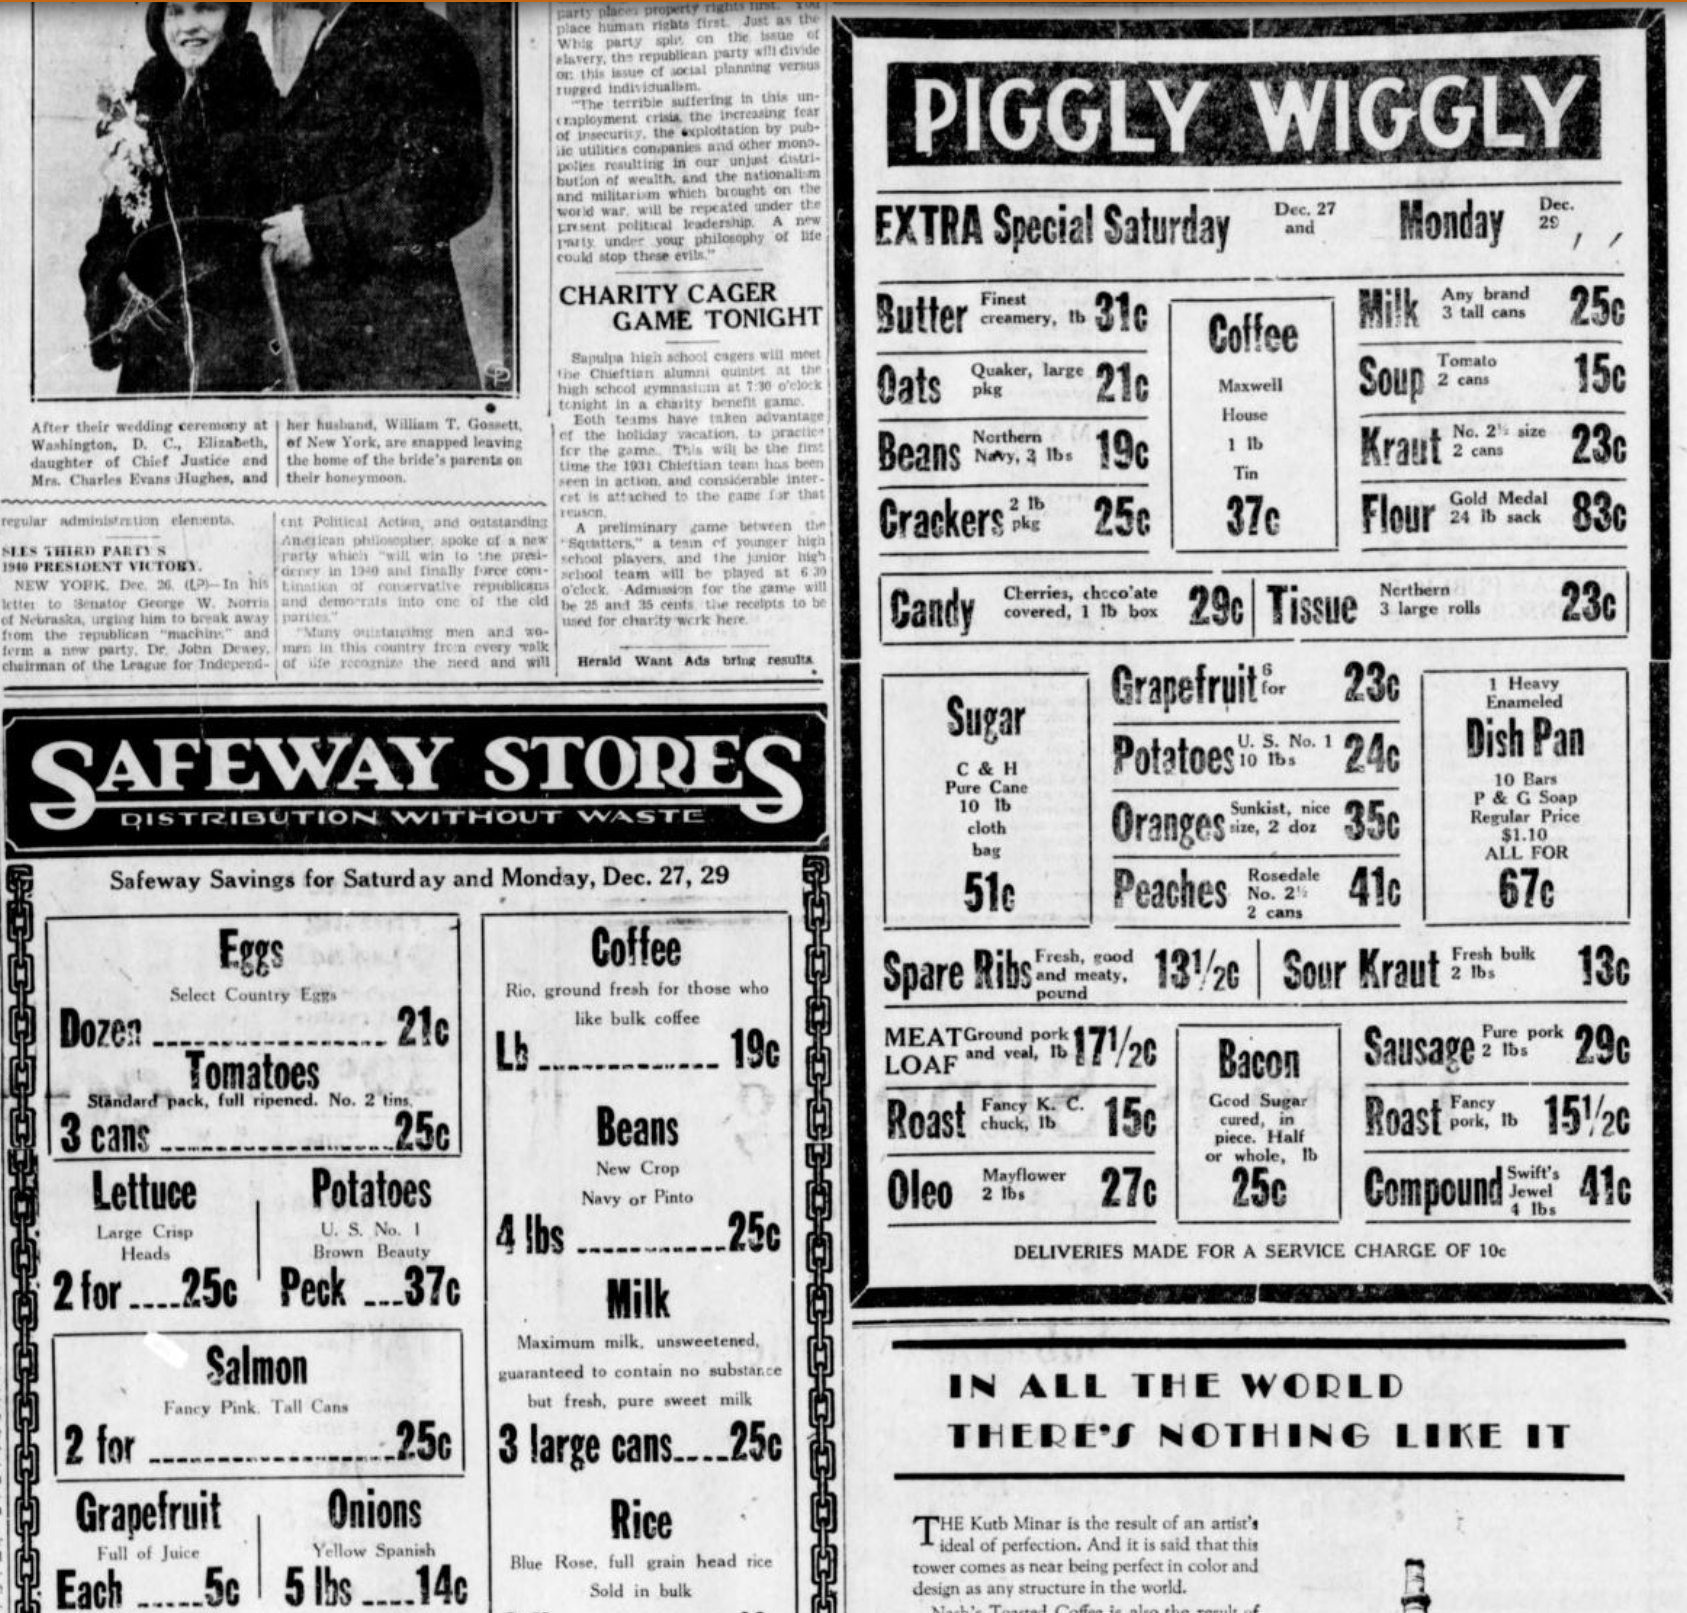 party places property rights first. You
place human rights first. Just as the
Whig party split on the issue of
slavery, the republican party will divide
on this issue of social planning versus
rugged individualism.
"The terrible suffering in this un-
employment crisis, the increasing fear
of insecurity, the exploitation by pub-
lic utilities companies and other mono-
polies resulting in our unjust distri-
bution of wealth, and the nationalism
and militarism which brought on the
world war, will be repeated under the
present political leadership. A new
party under your philosophy of life
could stop these evils."
CHARITY CAGER
GAME TONIGHT
Sapulpa high school cagers will meet
the Chieftian alumni quintet at the
high school gymnasium at 7:30 o'clock
tonight in a charity benefit game.
Both teams have taken advantage
of the holiday vacation, to practice
for the game. This will be the first
time the 1931 Chieftian team has been
seen in action, and considerable inter-
est is attached to the game for that
reason.
A preliminary game between the
"Squatters," a team of younger high
school players, and the junior high
school team will be played at 6:30
o'clock. Admission for the game will
be 25 and 35 cents, the receipts to be
used for charity work here.
Herald Want Ads bring results.
After their wedding ceremony at
Washington, D. C., Elizabeth,
daughter of Chief Justice and
Mrs. Charles Evans Hughes, and
her husband, William T. Gossett,
of New York, are snapped leaving
the home of the bride's parents on
their honeymoon.
regular administration elements.
SEES THIRD PARTY'S
1940 PRESIDENT VICTORY.
NEW YORK, Dec. 26. (UP)—In his
letter to Senator George W. Norris
of Nebraska, urging him to break away
from the republican "machine" and
form a new party, Dr. John Dewey,
chairman of the League for Independ-
ent Political Action, and outstanding
American philosopher, spoke of a new
party which "will win to the presi-
dency in 1940 and finally force com-
bination of conservative republicans
and democrats into one of the old
parties."
"Many outstanding men and wo-
men in this country from every walk
of life recognize the need and will
SAFEWAY STORES
DISTRIBUTION WITHOUT WASTE
Safeway Savings for Saturday and Monday, Dec. 27, 29
Eggs
Select Country Eggs
Dozen 21c
Tomatoes
Standard pack, full ripened. No. 2 tins.
3 cans 25c
Lettuce
Large Crisp
Heads
2 for 25c
Potatoes
U. S. No. 1
Brown Beauty
Peck 37c
Salmon
Fancy Pink. Tall Cans
2 for 25c
Grapefruit
Full of Juice
Each 5c
Onions
Yellow Spanish
5 lbs 14c
Coffee
Rio, ground fresh for those who
like bulk coffee
Lb 19c
Beans
New Crop
Navy or Pinto
4 lbs 25c
Milk
Maximum milk, unsweetened,
guaranteed to contain no substance
but fresh, pure sweet milk
3 large cans 25c
Rice
Blue Rose, full grain head rice
Sold in bulk
PIGGLY WIGGLY
EXTRA Special Saturday Dec. 27 and Monday Dec. 29
Butter Finest creamery, lb 31c
Oats Quaker, large pkg 21c
Beans Northern Navy, 3 lbs 19c
Crackers 2 lb pkg 25c
Coffee
Maxwell
House
1 lb
Tin
37c
Milk Any brand 3 tall cans 25c
Soup Tomato 2 cans 15c
Kraut No. 2½ size 2 cans 23c
Flour Gold Medal 24 lb sack 83c
Candy Cherries, chocolate covered, 1 lb box 29c
Tissue Northern 3 large rolls 23c
Sugar
C & H
Pure Cane
10 lb
cloth
bag
51c
Grapefruit 6 for 23c
Potatoes U. S. No. 1 10 lbs 24c
Oranges Sunkist, nice size, 2 doz 35c
Peaches Rosedale No. 2½ 2 cans 41c
1 Heavy
Enameled
Dish Pan
10 Bars
P & G Soap
Regular Price
$1.10
ALL FOR
67c
Spare Ribs Fresh, good and meaty, pound 13½c
Sour Kraut Fresh bulk 2 lbs 13c
MEAT LOAF Ground pork and veal, lb 17½c
Roast Fancy K. C. chuck, lb 15c
Oleo Mayflower 2 lbs 27c
Bacon
Good Sugar
cured, in
piece. Half
or whole, lb
25c
Sausage Pure pork 2 lbs 29c
Roast Fancy pork, lb 15½c
Compound Swift's Jewel 4 lbs 41c
DELIVERIES MADE FOR A SERVICE CHARGE OF 10c
IN ALL THE WORLD
THERE'S NOTHING LIKE IT
THE Kutb Minar is the result of an artist's
ideal of perfection. And it is said that this
tower comes as near being perfect in color and
design as any structure in the world.
Nash's Toasted Coffee is also the result of